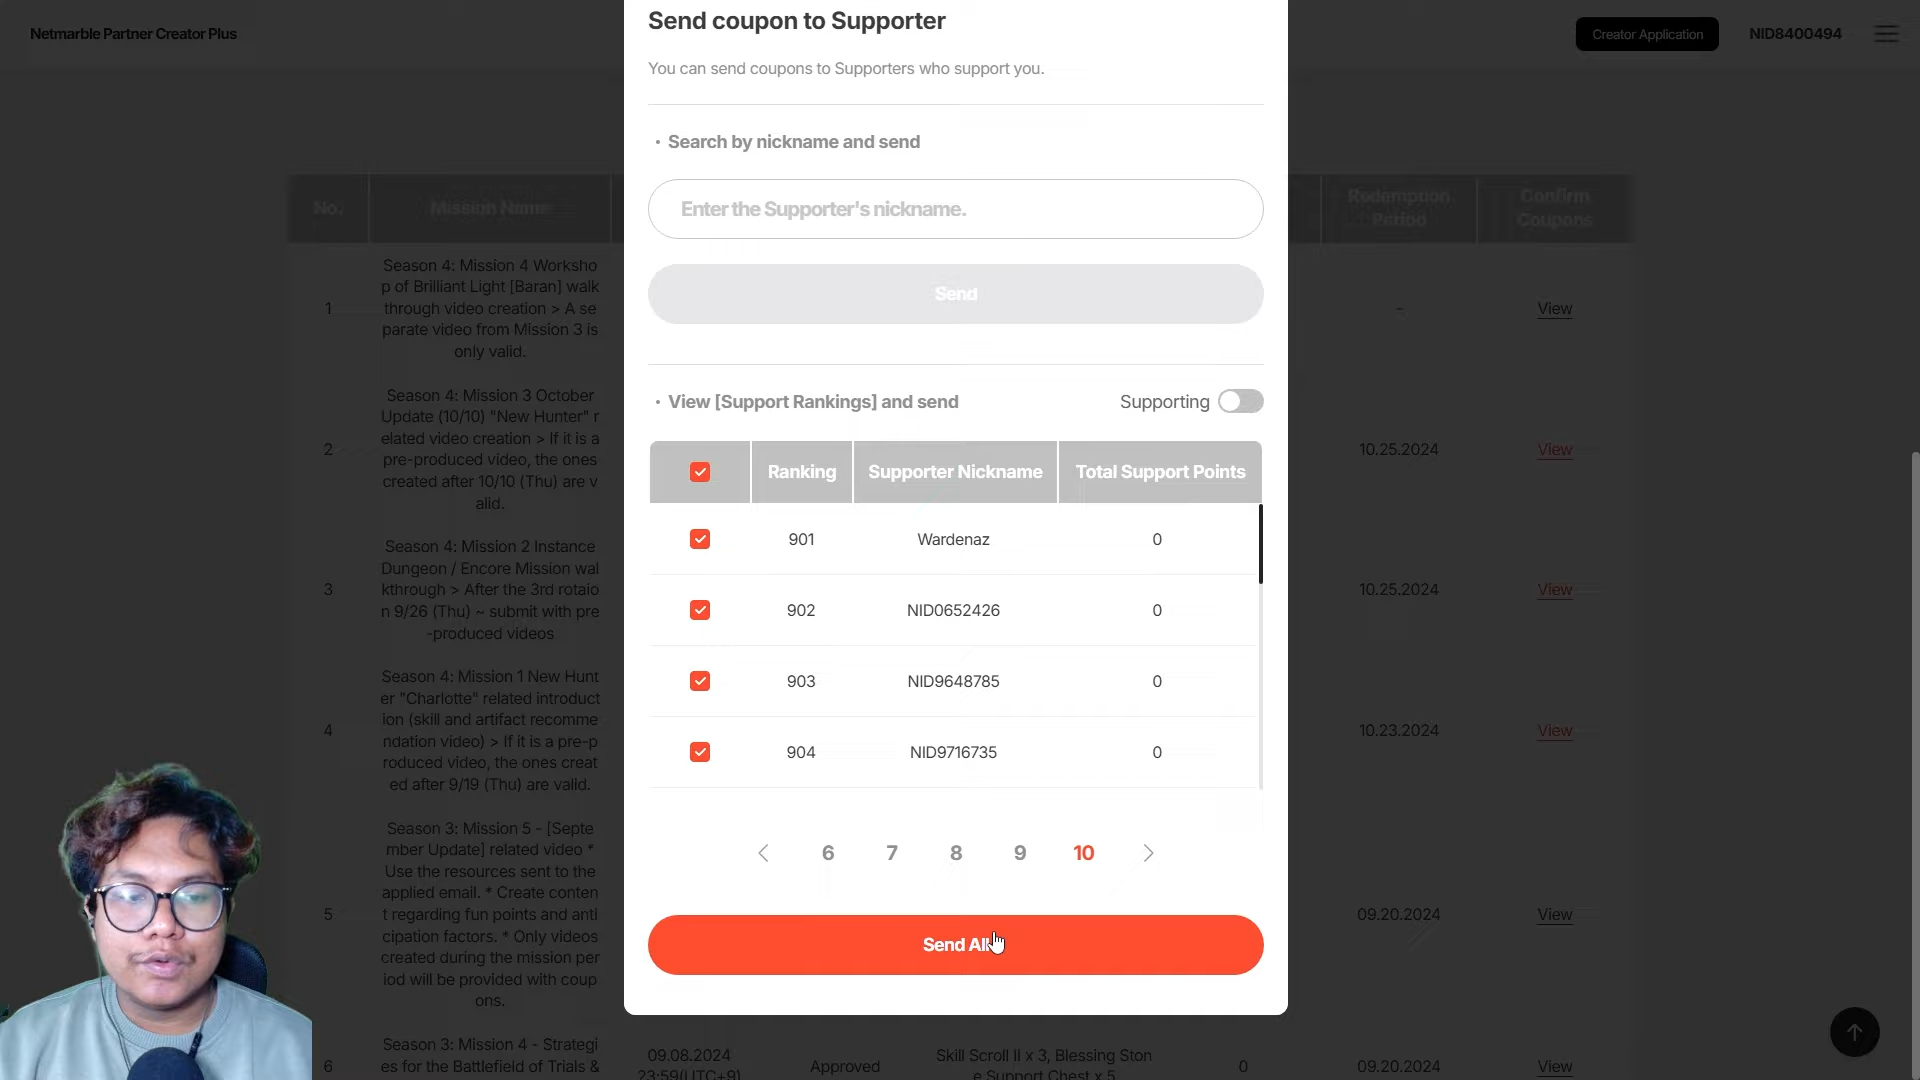 Netmarble Partner Creator Plus
Creator Application
NID8400494
Send coupon to Supporter
You can send coupons to Supporters who support you.
• Search by nickname and send
Enter the Supporter's nickname.
Send
• View [Support Rankings] and send
Supporting
Ranking
Supporter Nickname
Total Support Points
901
Wardenaz
0
902
NID0652426
0
903
NID9648785
0
904
NID9716735
0
6
7
8
9
10
Send All
No.
Mission Name
Redemption
Period
Confirm
Coupons
1
Season 4: Mission 4 Worksho
p of Brilliant Light [Baran] walk
through video creation > A se
parate video from Mission 3 is
only valid.
-
View
2
Season 4: Mission 3 October
Update (10/10) "New Hunter" r
elated video creation > If it is a
pre-produced video, the ones
created after 10/10 (Thu) are v
alid.
10.25.2024
View
3
Season 4: Mission 2 Instance
Dungeon / Encore Mission wal
kthrough > After the 3rd rotaio
n 9/26 (Thu) ~ submit with pre
-produced videos
10.25.2024
View
4
Season 4: Mission 1 New Hunt
er "Charlotte" related introduct
ion (skill and artifact recomme
ndation video) > If it is a pre-p
roduced video, the ones creat
ed after 9/19 (Thu) are valid.
10.23.2024
View
5
Season 3: Mission 5 - [Septe
mber Update] related video *
Use the resources sent to the
applied email. * Create conten
t regarding fun points and anti
cipation factors. * Only videos
created during the mission per
iod will be provided with coup
ons.
09.20.2024
View
6
Season 3: Mission 4 - Strategi
es for the Battlefield of Trials &
09.08.2024
23:59(UTC+9)
Approved
Skill Scroll II x 3, Blessing Ston
e Support Chest x 5
0
09.20.2024
View